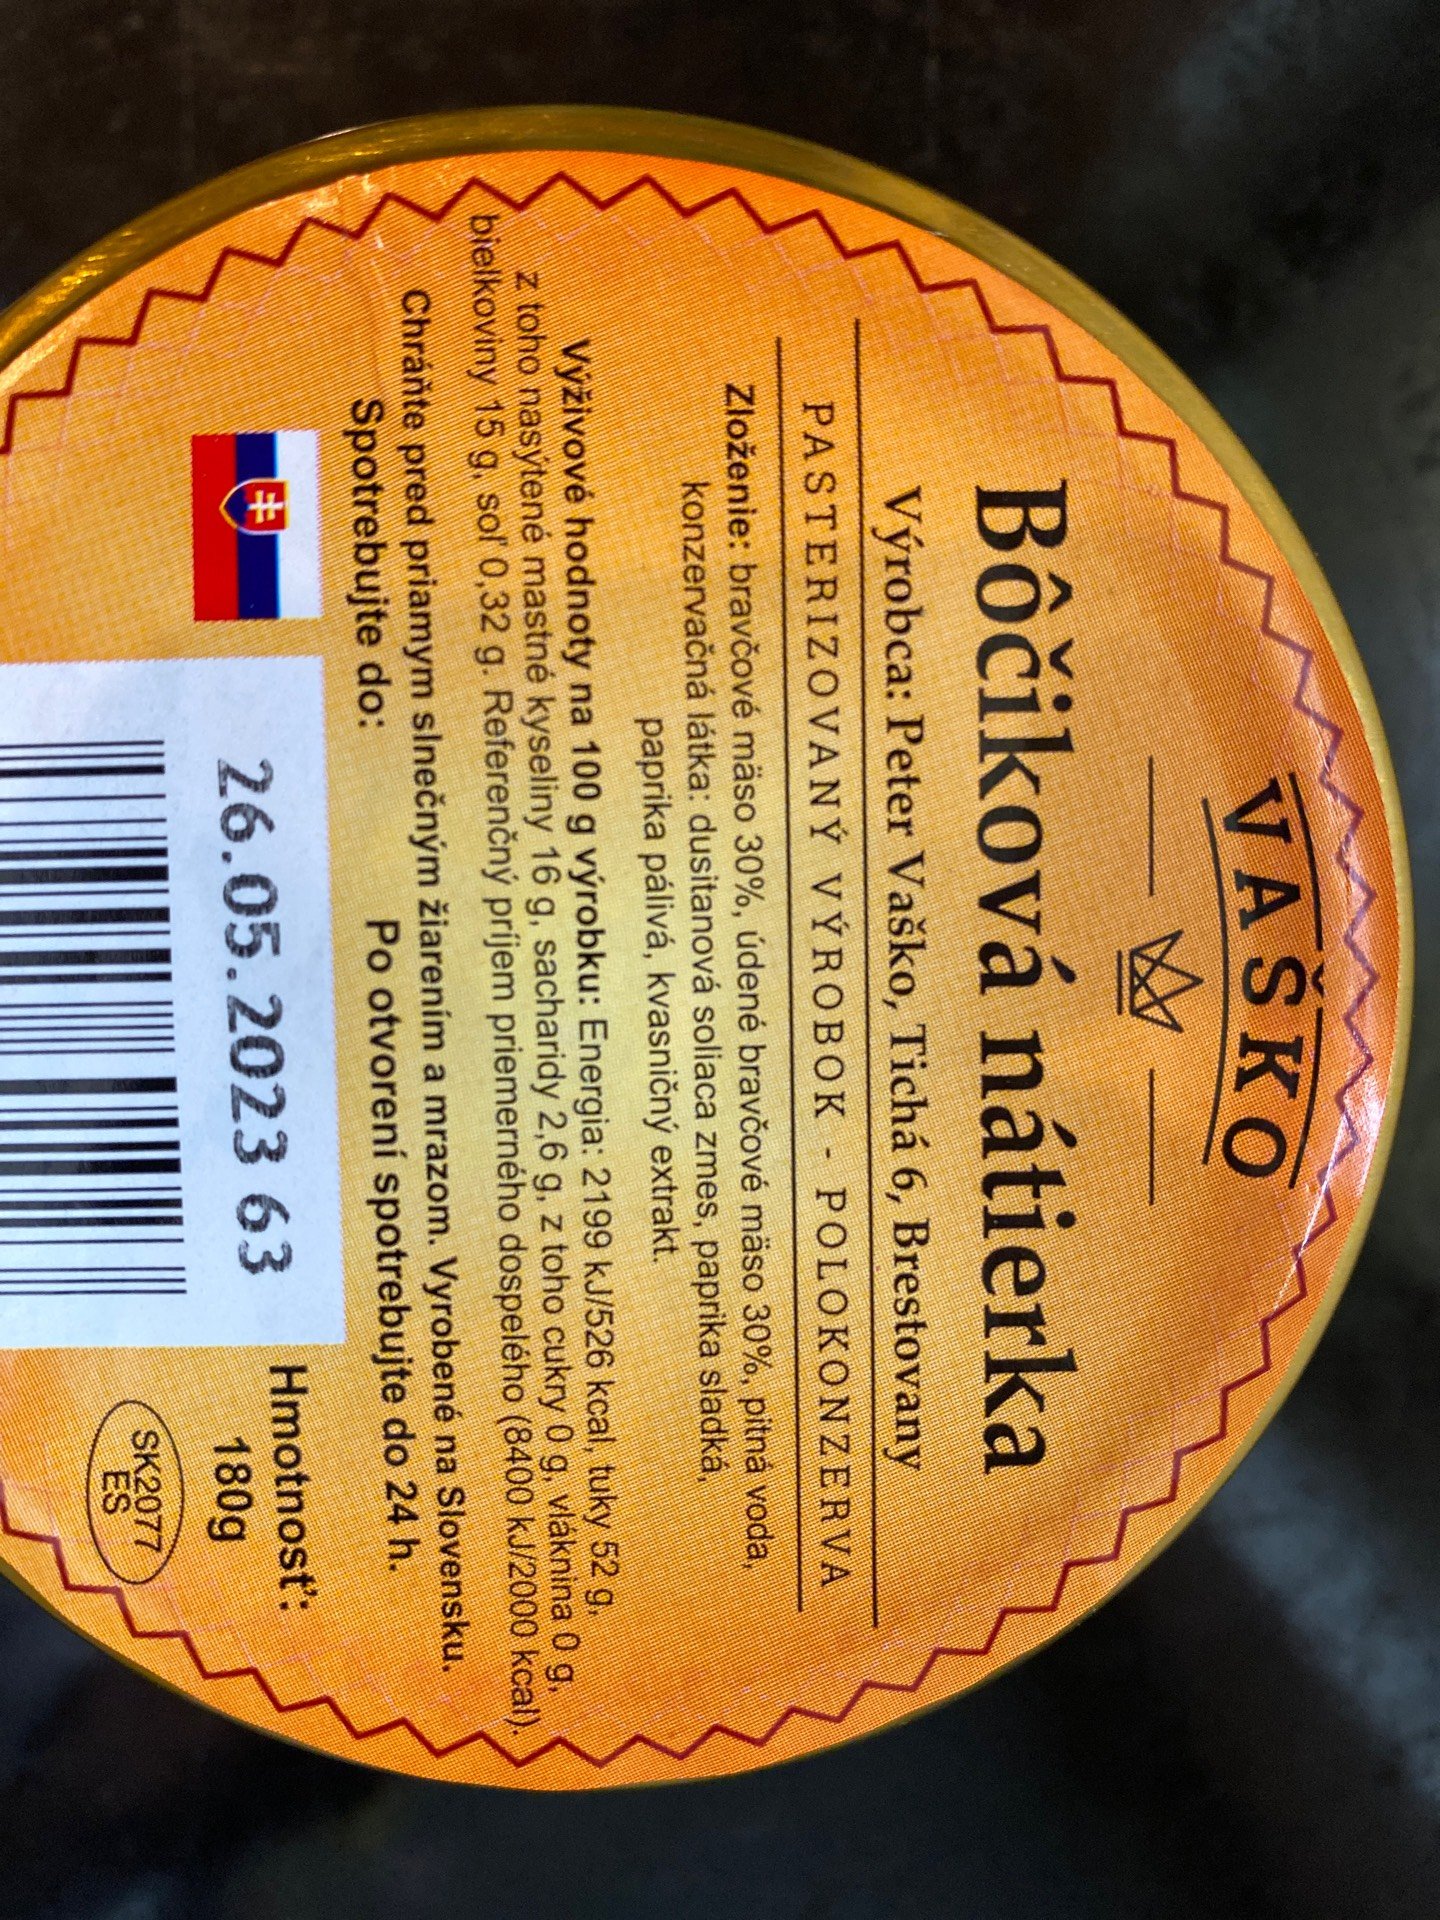 VAŠKO
Bôčiková nátierka
Výrobca: Peter Vaško, Tichá 6, Brestovany
PASTERIZOVANÝ VÝROBOK - POLOKONZERVA
Zloženie: bravčové mäso 30%, údené bravčové mäso 30%, pitná voda,
konzervačná látka: dusitanová soliaca zmes, paprika sladká,
paprika pálivá, kvasničný extrakt.
Výživové hodnoty na 100 g výrobku: Energia: 2199 kJ/526 kcal, tuky 52 g,
z toho nasýtené mastné kyseliny 16 g, sacharidy 2,6 g, z toho cukry 0 g, vláknina 0 g,
bielkoviny 15 g, soľ 0,32 g. Referenčný príjem priemerného dospelého (8400 kJ/2000 kcal).
Chráňte pred priamym slnečným žiarením a mrazom. Vyrobené na Slovensku.
Spotrebujte do: Po otvorení spotrebujte do 24 h.
26.05.2023 63
Hmotnosť:
180g
SK2077
ES